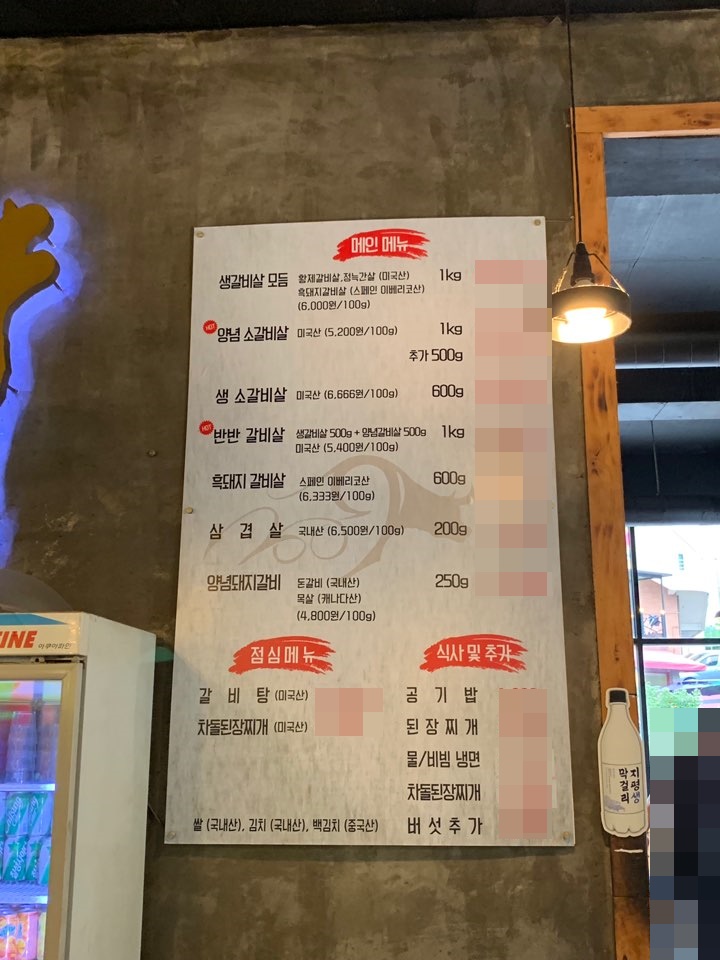 메인 메뉴
생갈비살 모듬 황제갈비살,정늑간살 (미국산) 1kg
흑돼지갈비살 (스페인 이베리코산)
(6,000원/100g)
HOT 양념 소갈비살 미국산 (5,200원/100g) 1kg
추가 500g
생 소갈비살 미국산 (6,666원/100g) 600g
HOT 반반 갈비살 생갈비살 500g + 양념갈비살 500g 1kg
미국산 (5,400원/100g)
흑돼지 갈비살 스페인 이베리코산 600g
(6,333원/100g)
삼 겹 살 국내산 (6,500원/100g) 200g
양념돼지갈비 돈갈비 (국내산) 250g
목살 (캐나다산)
(4,800원/100g)
점심 메뉴
갈 비 탕 (미국산)
차돌된장찌개 (미국산)
쌀 (국내산), 김치 (국내산), 백김치 (중국산)
식사 및 추가
공 기 밥
된 장 찌 개
물/비빔 냉면
차돌된장찌개
버 섯 추 가
TINE
아쿠아파인
지평생
막걸리